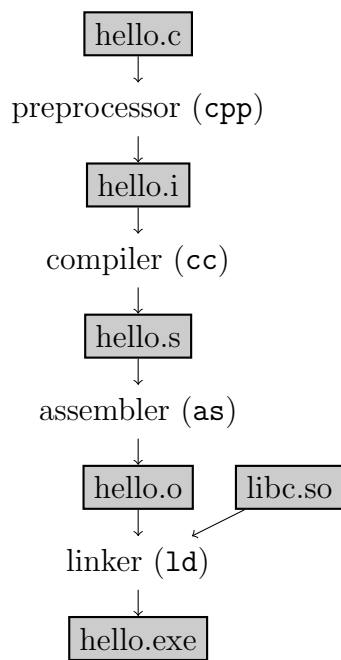 hello.c
preprocessor (cpp)
hello.i
compiler (cc)
hello.s
assembler (as)
hello.o libc.so
linker (ld)
hello.exe